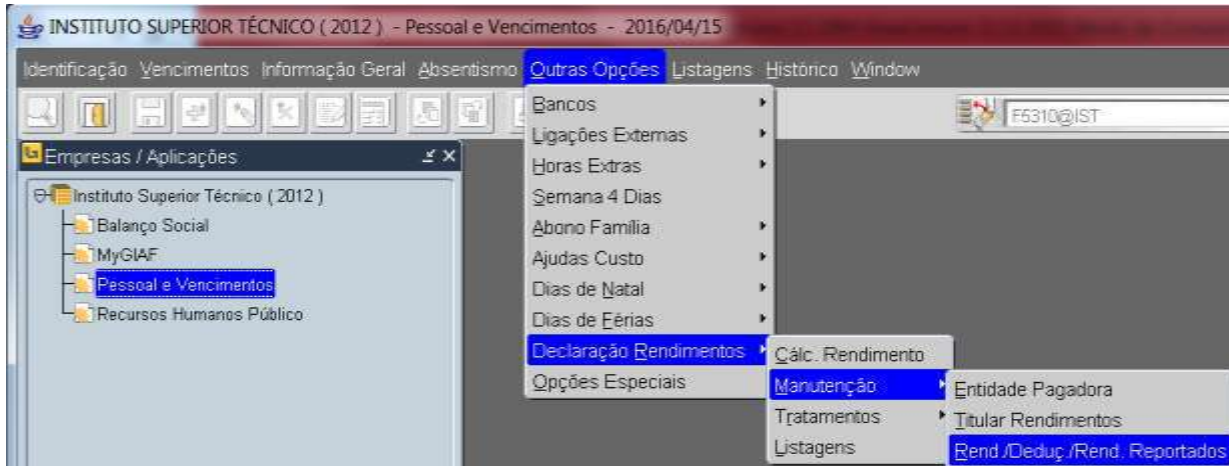 INSTITUTO SUPERIOR TÉCNICO ( 2012 ) - Pessoal e Vencimentos - 2016/04/15
Identificação Vencimentos Informação Geral Absentismo Outras Opções Listagens Histórico Window
F5310@IST
Empresas / Aplicações
Instituto Superior Técnico ( 2012 )
Balanço Social
MyGIAF
Pessoal e Vencimentos
Recursos Humanos Público
Bancos
Ligações Externas
Horas Extras
Semana 4 Dias
Abono Família
Ajudas Custo
Dias de Natal
Dias de Férias
Declaração Rendimentos
Opções Especiais
Cálc. Rendimento
Manutenção
Tratamentos
Listagens
Entidade Pagadora
Titular Rendimentos
Rend./Deduç./Rend. Reportados